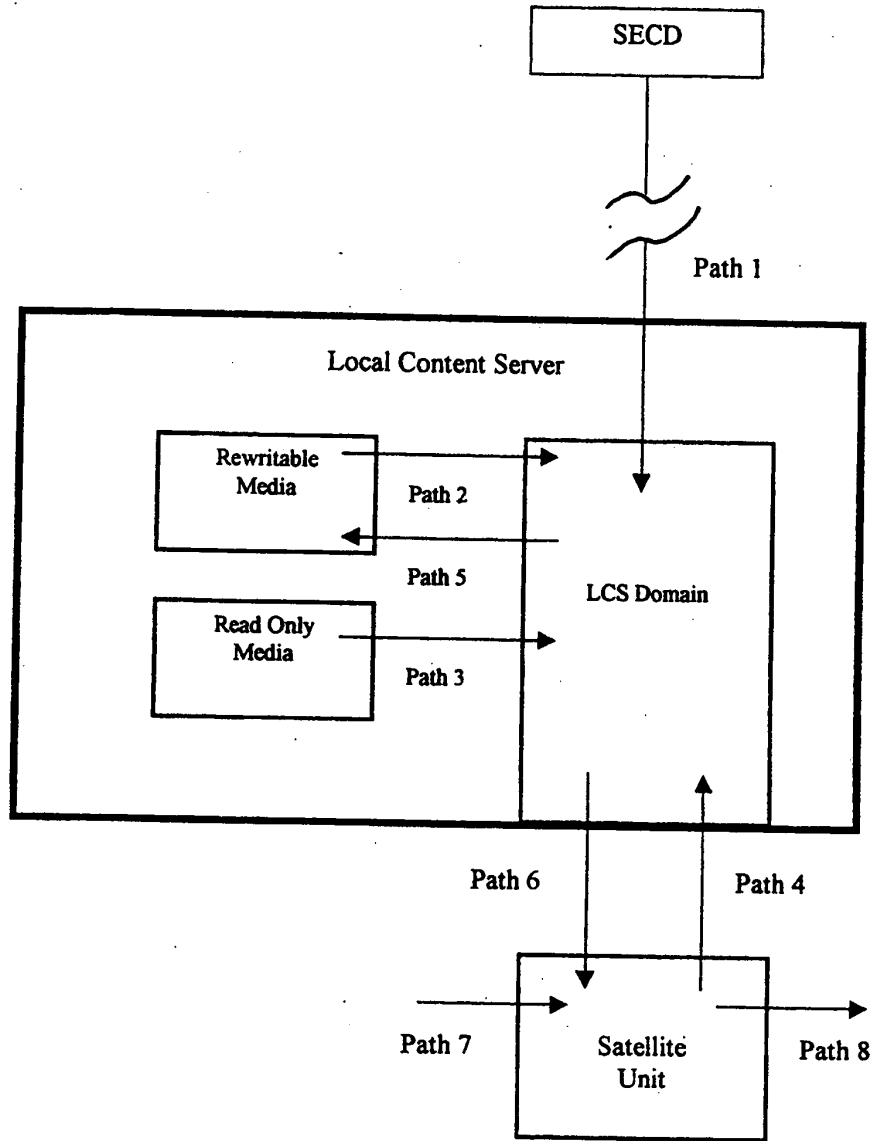 SECD
Path 1
Local Content Server
Rewritable
Media
Path 2
Path 5
LCS Domain
Read Only
Media
Path 3
Path 6
Path 4
Path 7
Satellite
Unit
Path 8